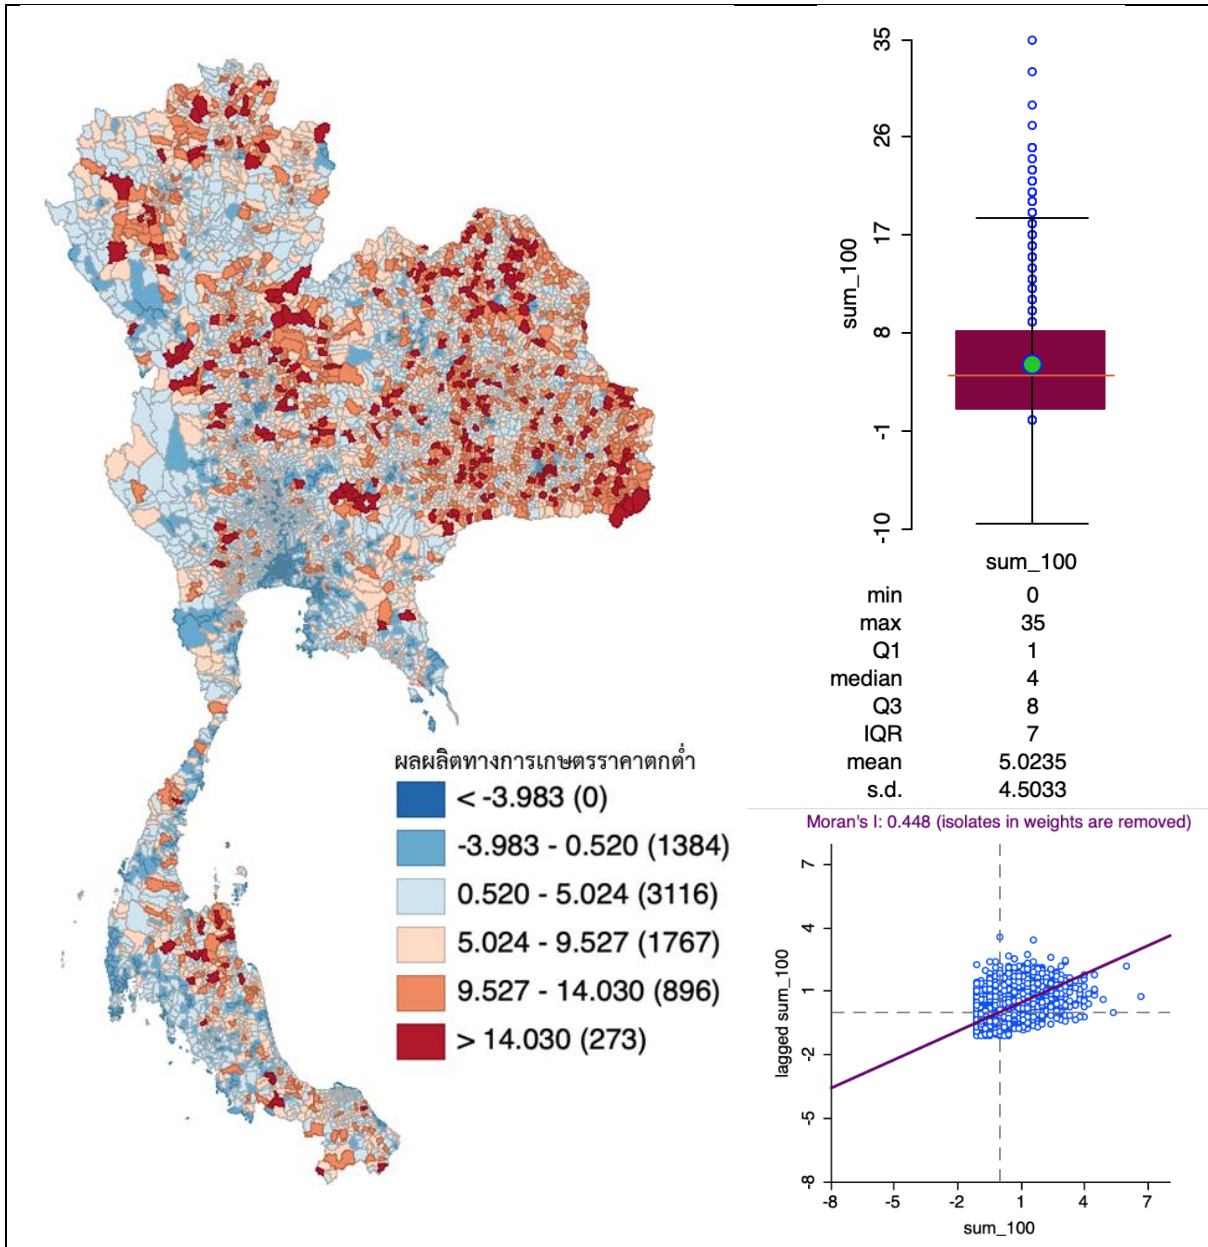 ผลผลิตทางการเกษตรราคาตกต่ำ
< -3.983 (0)
-3.983 - 0.520 (1384)
0.520 - 5.024 (3116)
5.024 - 9.527 (1767)
9.527 - 14.030 (896)
> 14.030 (273)
35
26
17
8
-1
-10
sum_100
sum_100
min 0
max 35
Q1 1
median 4
Q3 8
IQR 7
mean 5.0235
s.d. 4.5033
Moran's I: 0.448 (isolates in weights are removed)
7
4
1
-2
-5
-8
lagged sum_100
-8 -5 -2 1 4 7
sum_100